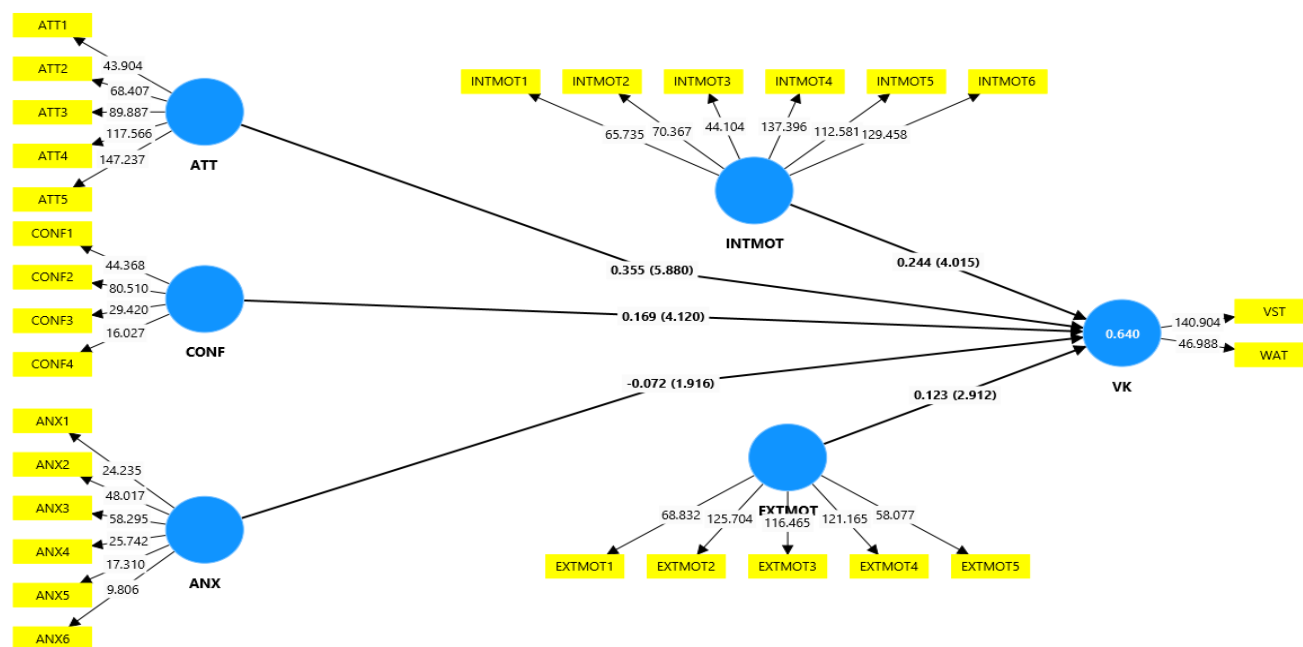 ATT1
ATT2
ATT3
ATT4
ATT5
43.904
68.407
89.887
117.566
147.237
ATT
CONF1
CONF2
CONF3
CONF4
44.368
80.510
29.420
16.027
CONF
ANX1
ANX2
ANX3
ANX4
ANX5
ANX6
24.235
48.017
58.295
25.742
17.310
9.806
ANX
INTMOT1 INTMOT2 INTMOT3 INTMOT4 INTMOT5 INTMOT6
65.735 70.367 44.104 137.396 112.581 129.458
INTMOT
0.355 (5.880)
0.244 (4.015)
0.169 (4.120)
-0.072 (1.916)
0.123 (2.912)
0.640
VK
140.904
46.988
VST
WAT
EXTMOT
68.832 125.704 116.465 121.165 58.077
EXTMOT1 EXTMOT2 EXTMOT3 EXTMOT4 EXTMOT5